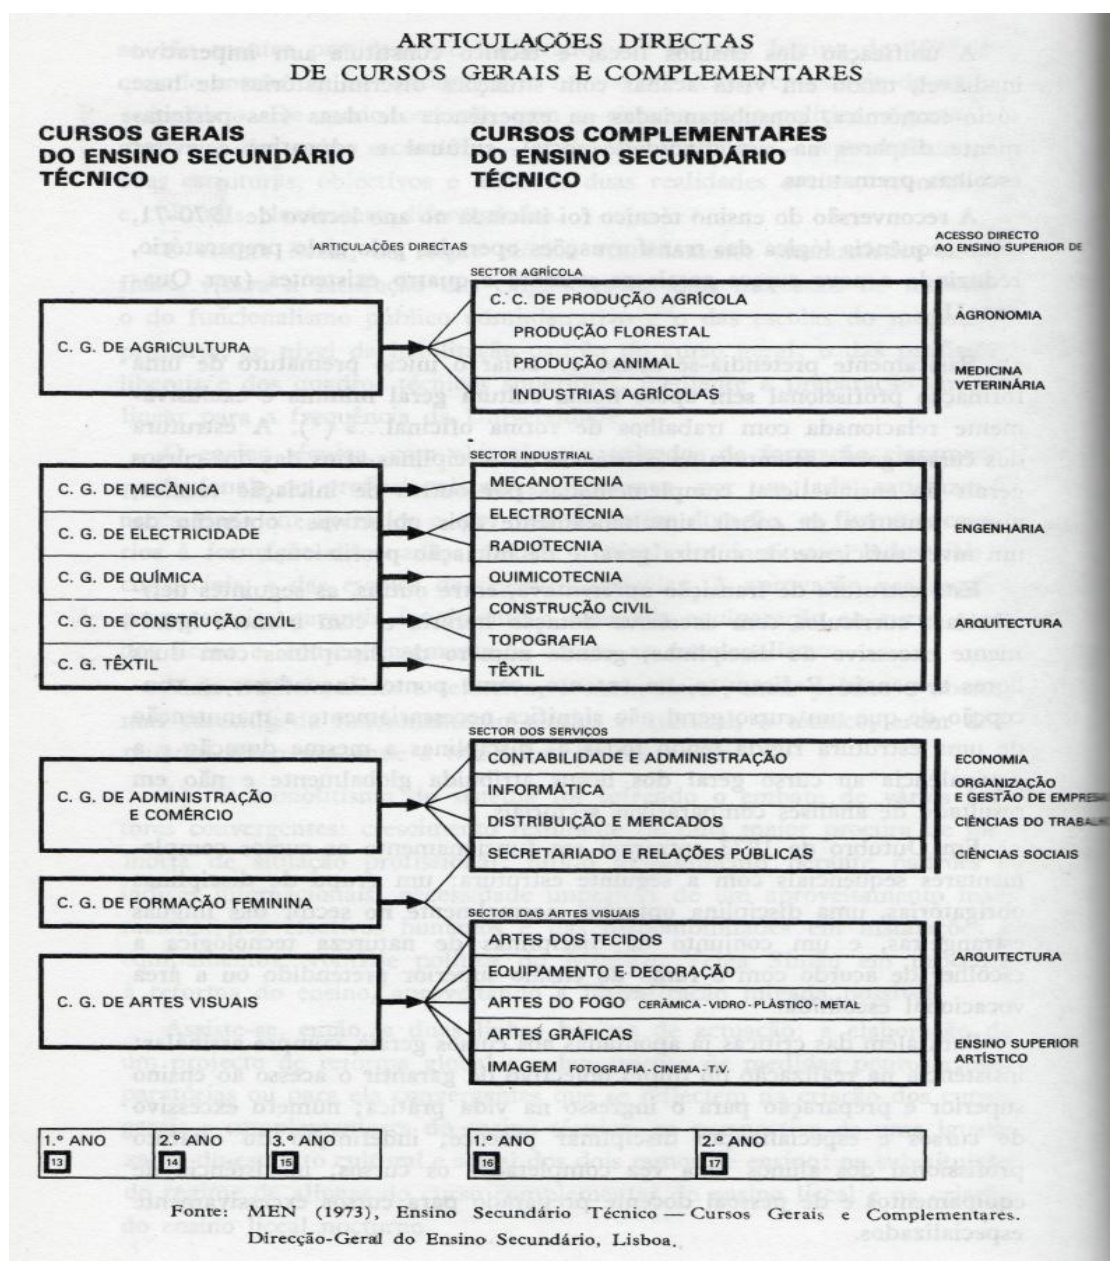 ARTICULAÇÕES DIRECTAS
DE CURSOS GERAIS E COMPLEMENTARES
CURSOS GERAIS
DO ENSINO SECUNDÁRIO
TÉCNICO
CURSOS COMPLEMENTARES
DO ENSINO SECUNDÁRIO
TÉCNICO
ARTICULAÇÕES DIRECTAS
ACESSO DIRECTO
AO ENSINO SUPERIOR DE
SECTOR AGRÍCOLA
C. G. DE AGRICULTURA
C. C. DE PRODUÇÃO AGRÍCOLA
PRODUÇÃO FLORESTAL
PRODUÇÃO ANIMAL
INDUSTRIAS AGRÍCOLAS
AGRONOMIA
MEDICINA
VETERINÁRIA
SECTOR INDUSTRIAL
C. G. DE MECÂNICA
C. G. DE ELECTRICIDADE
C. G. DE QUÍMICA
C. G. DE CONSTRUÇÃO CIVIL
C. G. TÊXTIL
MECANOTECNIA
ELECTROTECNIA
RADIOTECNIA
QUIMICOTECNIA
CONSTRUÇÃO CIVIL
TOPOGRAFIA
TÊXTIL
ENGENHARIA
ARQUITECTURA
SECTOR DOS SERVIÇOS
C. G. DE ADMINISTRAÇÃO
E COMÉRCIO
C. G. DE FORMAÇÃO FEMININA
CONTABILIDADE E ADMINISTRAÇÃO
INFORMÁTICA
DISTRIBUIÇÃO E MERCADOS
SECRETARIADO E RELAÇÕES PÚBLICAS
ECONOMIA
ORGANIZAÇÃO
E GESTÃO DE
CIÊNCIAS DO
CIÊNCIAS SOCIAIS
SECTOR DAS ARTES VISUAIS
C. G. DE ARTES VISUAIS
ARTES DOS TECIDOS
EQUIPAMENTO E DECORAÇÃO
ARTES DO FOGO CERÂMICA-VIDRO-PLÁSTICO-METAL
ARTES GRÁFICAS
IMAGEM FOTOGRAFIA-CINEMA-T.V.
ARQUITECTURA
ENSINO SUPERIOR
ARTÍSTICO
1.º ANO 2.º ANO 3.º ANO 1.º ANO 2.º ANO
13 14 15 16 17
Fonte: MEN (1973), Ensino Secundário Técnico — Cursos Gerais e Complementares.
Direcção-Geral do Ensino Secundário, Lisboa.